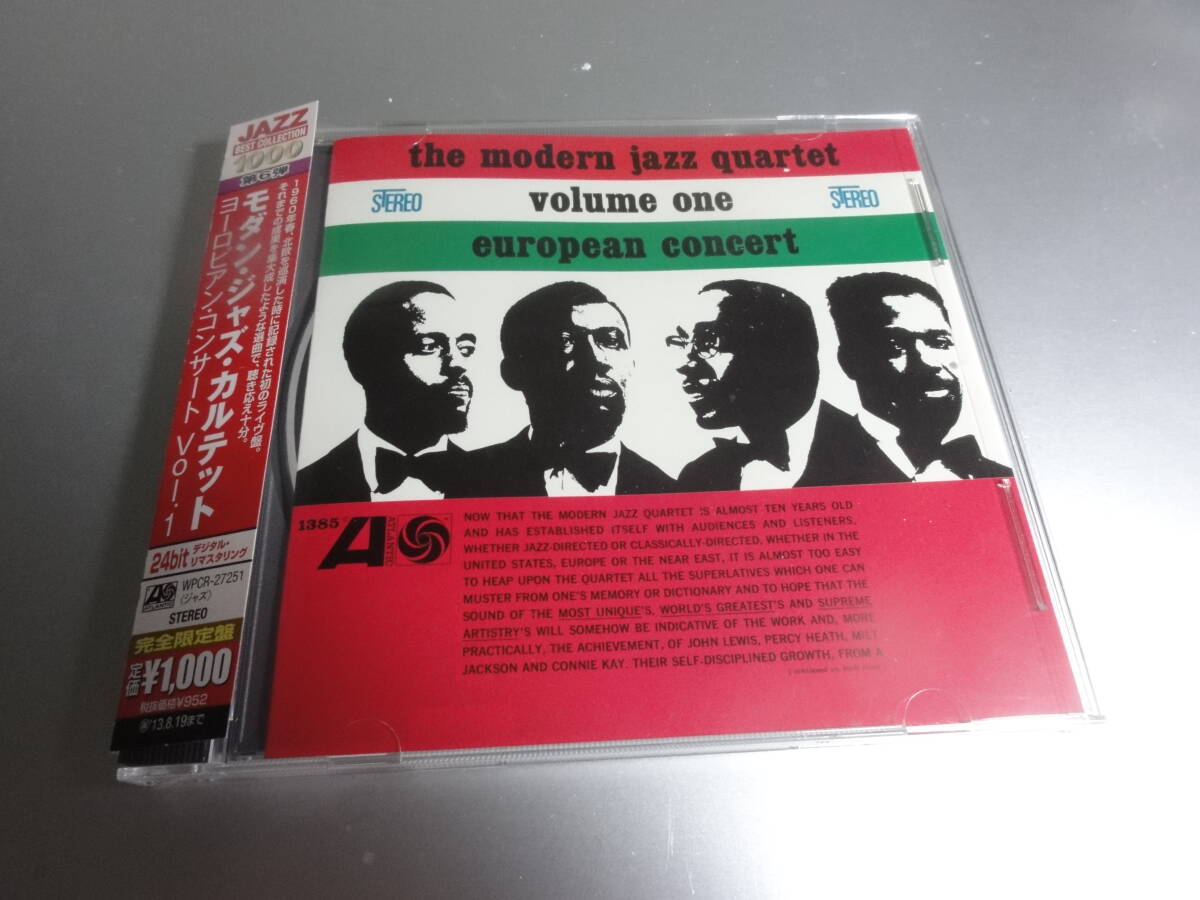 JAZZ
BEST COLLECTION
1000
第6弾
1960年春、北欧を巡演した時に記録された初のライヴ盤。
それまでの成果を集大成したような選曲で、聴き応え十分。
モダン・ジャズ・カルテット
ヨーロピアン・コンサート Vol.1
24bit デジタル・リマスタリング
ATLANTIC
WPCR-27251
(ジャズ)
STEREO
完全限定盤
定価 ¥1,000
税抜価格¥952
'13.8.19まで
the modern jazz quartet
STEREO volume one STEREO
european concert
1385
ATLANTIC
NOW THAT THE MODERN JAZZ QUARTET IS ALMOST TEN YEARS OLD
AND HAS ESTABLISHED ITSELF WITH AUDIENCES AND LISTENERS,
WHETHER JAZZ-DIRECTED OR CLASSICALLY-DIRECTED, WHETHER IN THE
UNITED STATES, EUROPE OR THE NEAR EAST, IT IS ALMOST TOO EASY
TO HEAP UPON THE QUARTET ALL THE SUPERLATIVES WHICH ONE CAN
MUSTER FROM ONE'S MEMORY OR DICTIONARY AND TO HOPE THAT THE
SOUND OF THE MOST UNIQUE'S, WORLD'S GREATEST'S AND SUPREME
ARTISTRY'S WILL SOMEHOW BE INDICATIVE OF THE WORK AND, MORE
PRACTICALLY, THE ACHIEVEMENT, OF JOHN LEWIS, PERCY HEATH, MILT
JACKSON AND CONNIE KAY. THEIR SELF-DISCIPLINED GROWTH, FROM A
(continued on back cover)